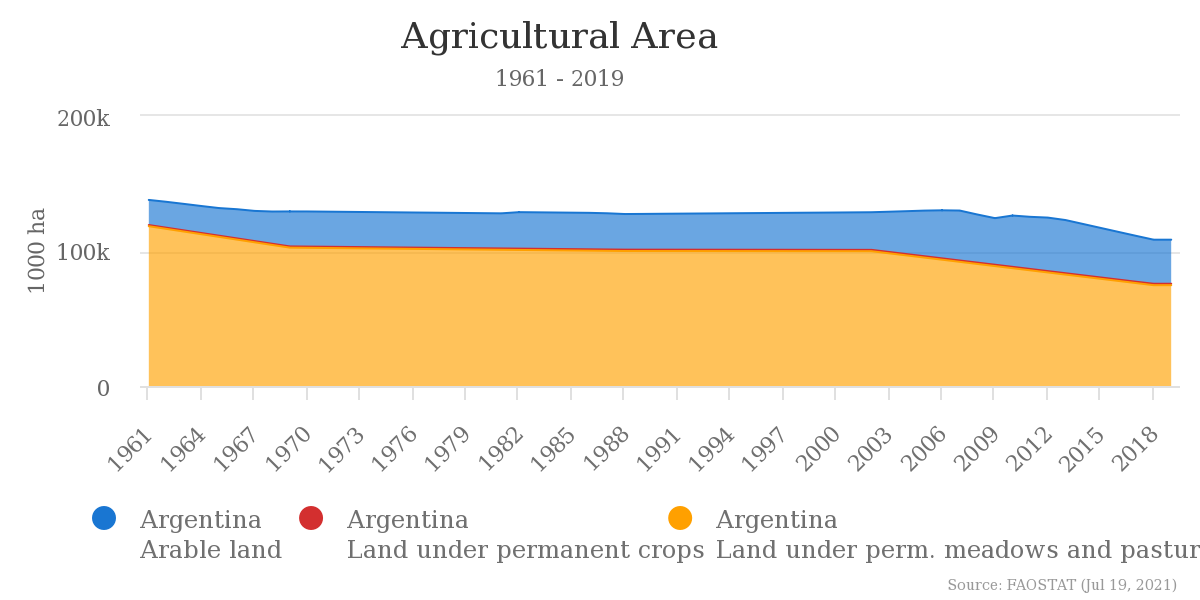 Agricultural Area
1961 - 2019
200k
100k
0
1000 ha
1961
1964
1967
1970
1973
1976
1979
1982
1985
1988
1991
1994
1997
2000
2003
2006
2009
2012
2015
2018
Argentina
Arable land
Argentina
Land under permanent crops
Argentina
Land under perm. meadows and pastur
Source: FAOSTAT (Jul 19, 2021)